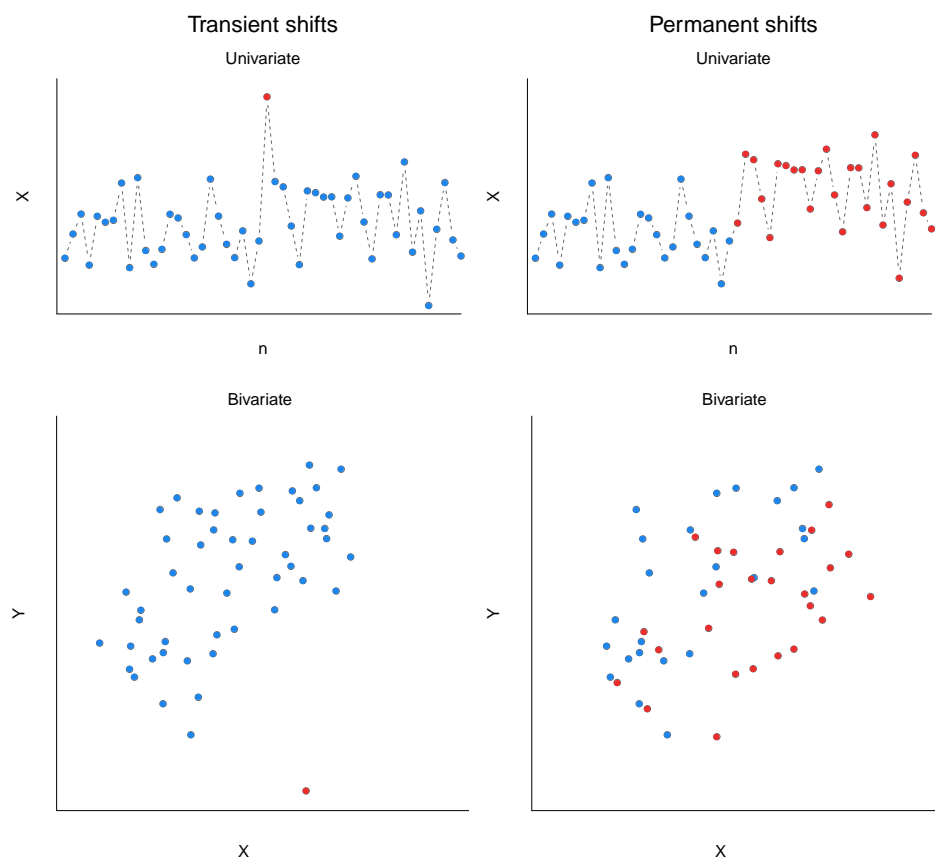 Transient shifts
Permanent shifts
Univariate
Univariate
X
X
n
n
Bivariate
Bivariate
Y
Y
X
X